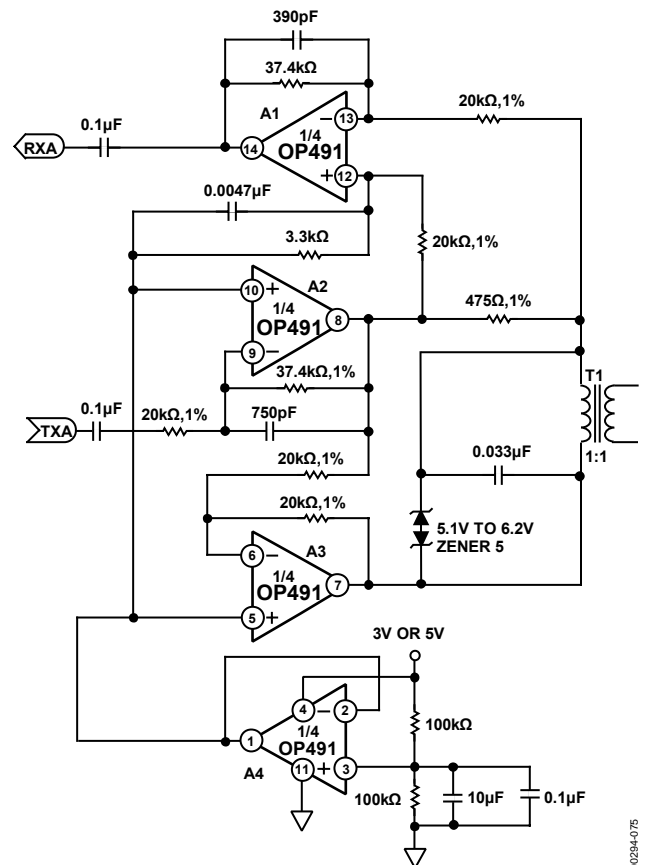 390pF
37.4kΩ
0.1µF
A1
20kΩ,1%
RXA
14
1/4
OP491
−
13
+
12
0.0047µF
3.3kΩ
20kΩ,1%
10
+
A2
1/4
OP491
8
475Ω,1%
9
−
37.4kΩ,1%
T1
0.1µF
TXA
20kΩ,1%
750pF
0.033µF
1:1
20kΩ,1%
20kΩ,1%
5.1V TO 6.2V
ZENER 5
6
−
A3
1/4
OP491
7
5
+
3V OR 5V
4
−
2
100kΩ
1
1/4
OP491
A4
11
+
3
100kΩ
10µF
0.1µF
00294-075